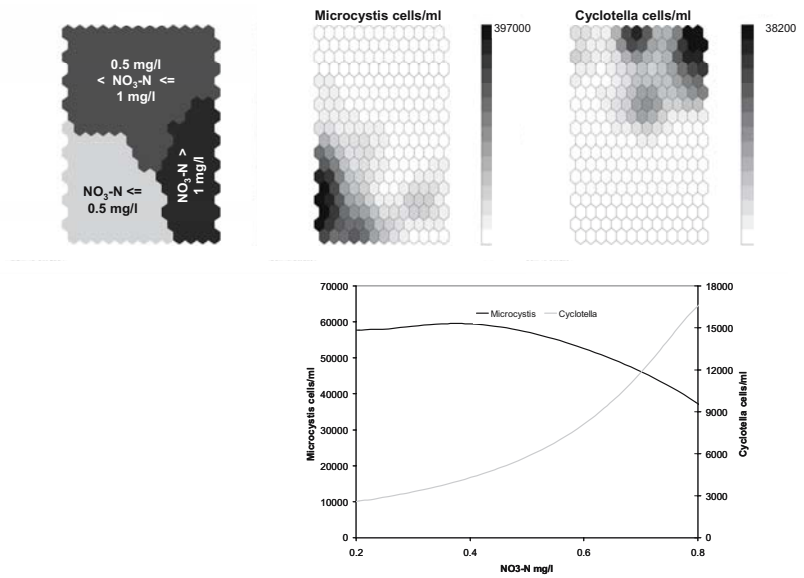 Microcystis cells/ml
Cyclotella cells/ml
397000
38200
0.5 mg/l
< NO3-N <=
1 mg/l
NO3-N >
1 mg/l
NO3-N <=
0.5 mg/l
70000
60000
50000
40000
30000
20000
10000
0
Microcystis cells/ml
Microcystis
Cyclotella
18000
15000
12000
9000
6000
3000
0
Cyclotella cells/ml
0.2
0.4
0.6
0.8
NO3-N mg/l